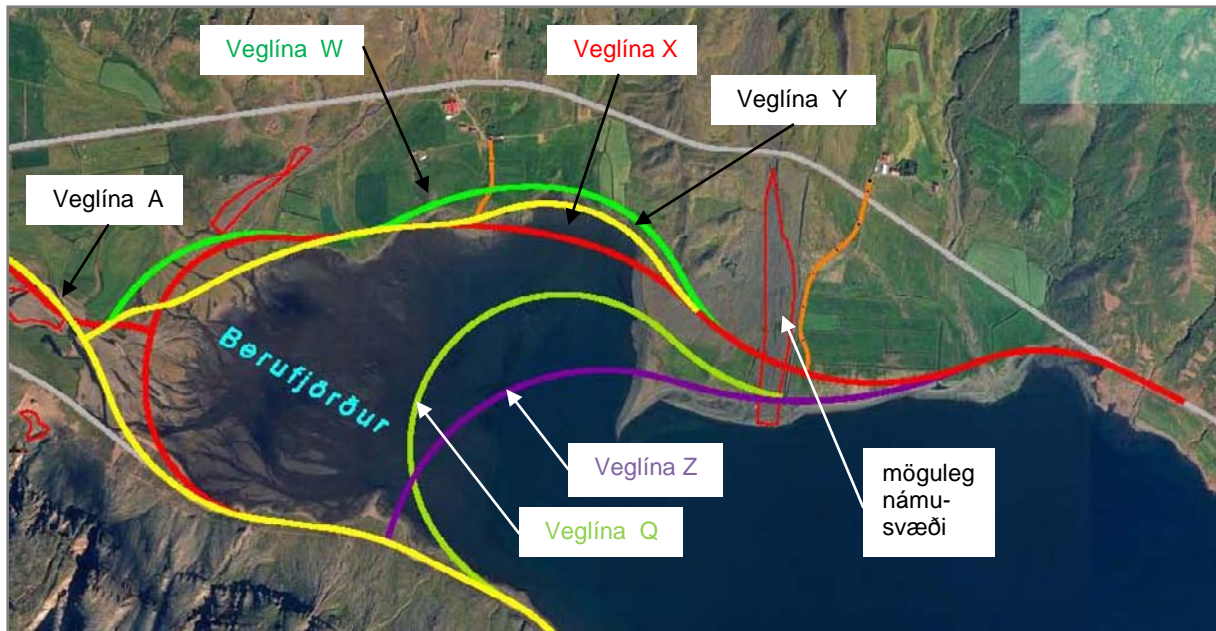 Veglína W
Veglína X
Veglína Y
Veglína A
Berufjörður
Veglína Z
Veglína Q
möguleg
námu-
svæði